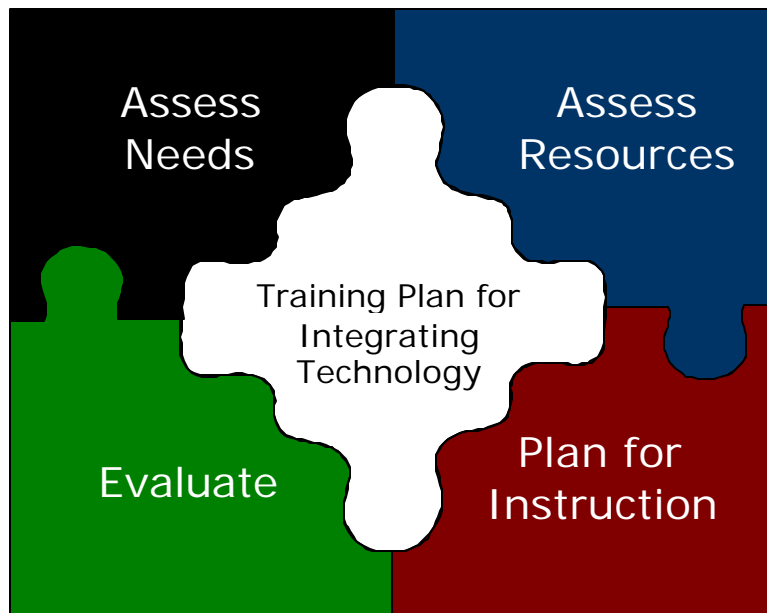 Assess
Needs
Assess
Resources
Training Plan for
Integrating
Technology
Evaluate
Plan for
Instruction